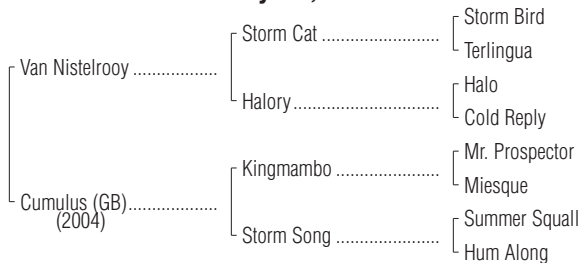 Storm Bird
Storm Cat ........................
Terlingua
Van Nistelrooy .................
Halo
Halory..............................
Cold Reply
Mr. Prospector
Kingmambo .....................
Miesque
Cumulus (GB)..................
(2004)
Summer Squall
Storm Song .....................
Hum Along